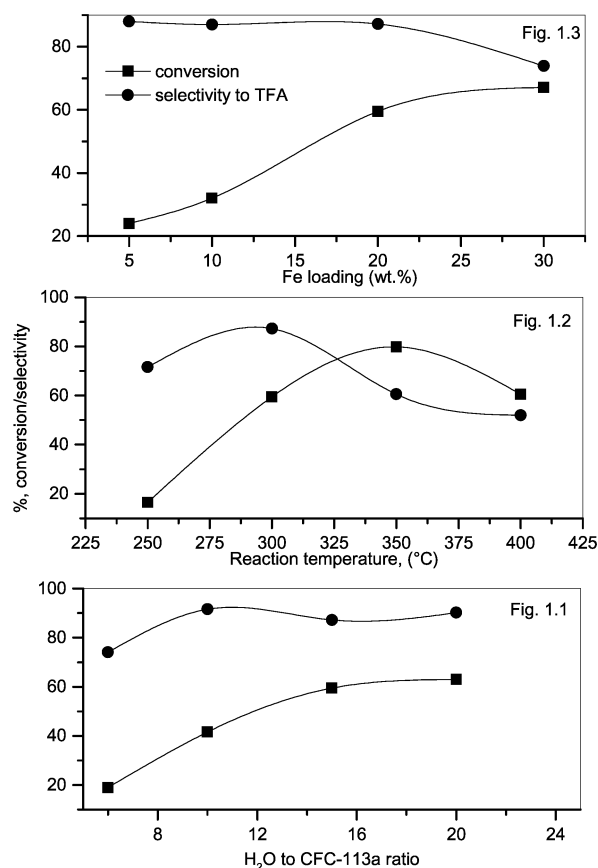 Fig. 1.3
80
conversion
selectivity to TFA
60
40
20
5 10 15 20 25 30
Fe loading (wt.%)
%, conversion/selectivity
100
Fig. 1.2
80
60
40
20
225 250 275 300 325 350 375 400 425
Reaction temperature, (°C)
100
Fig. 1.1
80
60
40
20
8 12 16 20 24
H₂O to CFC-113a ratio